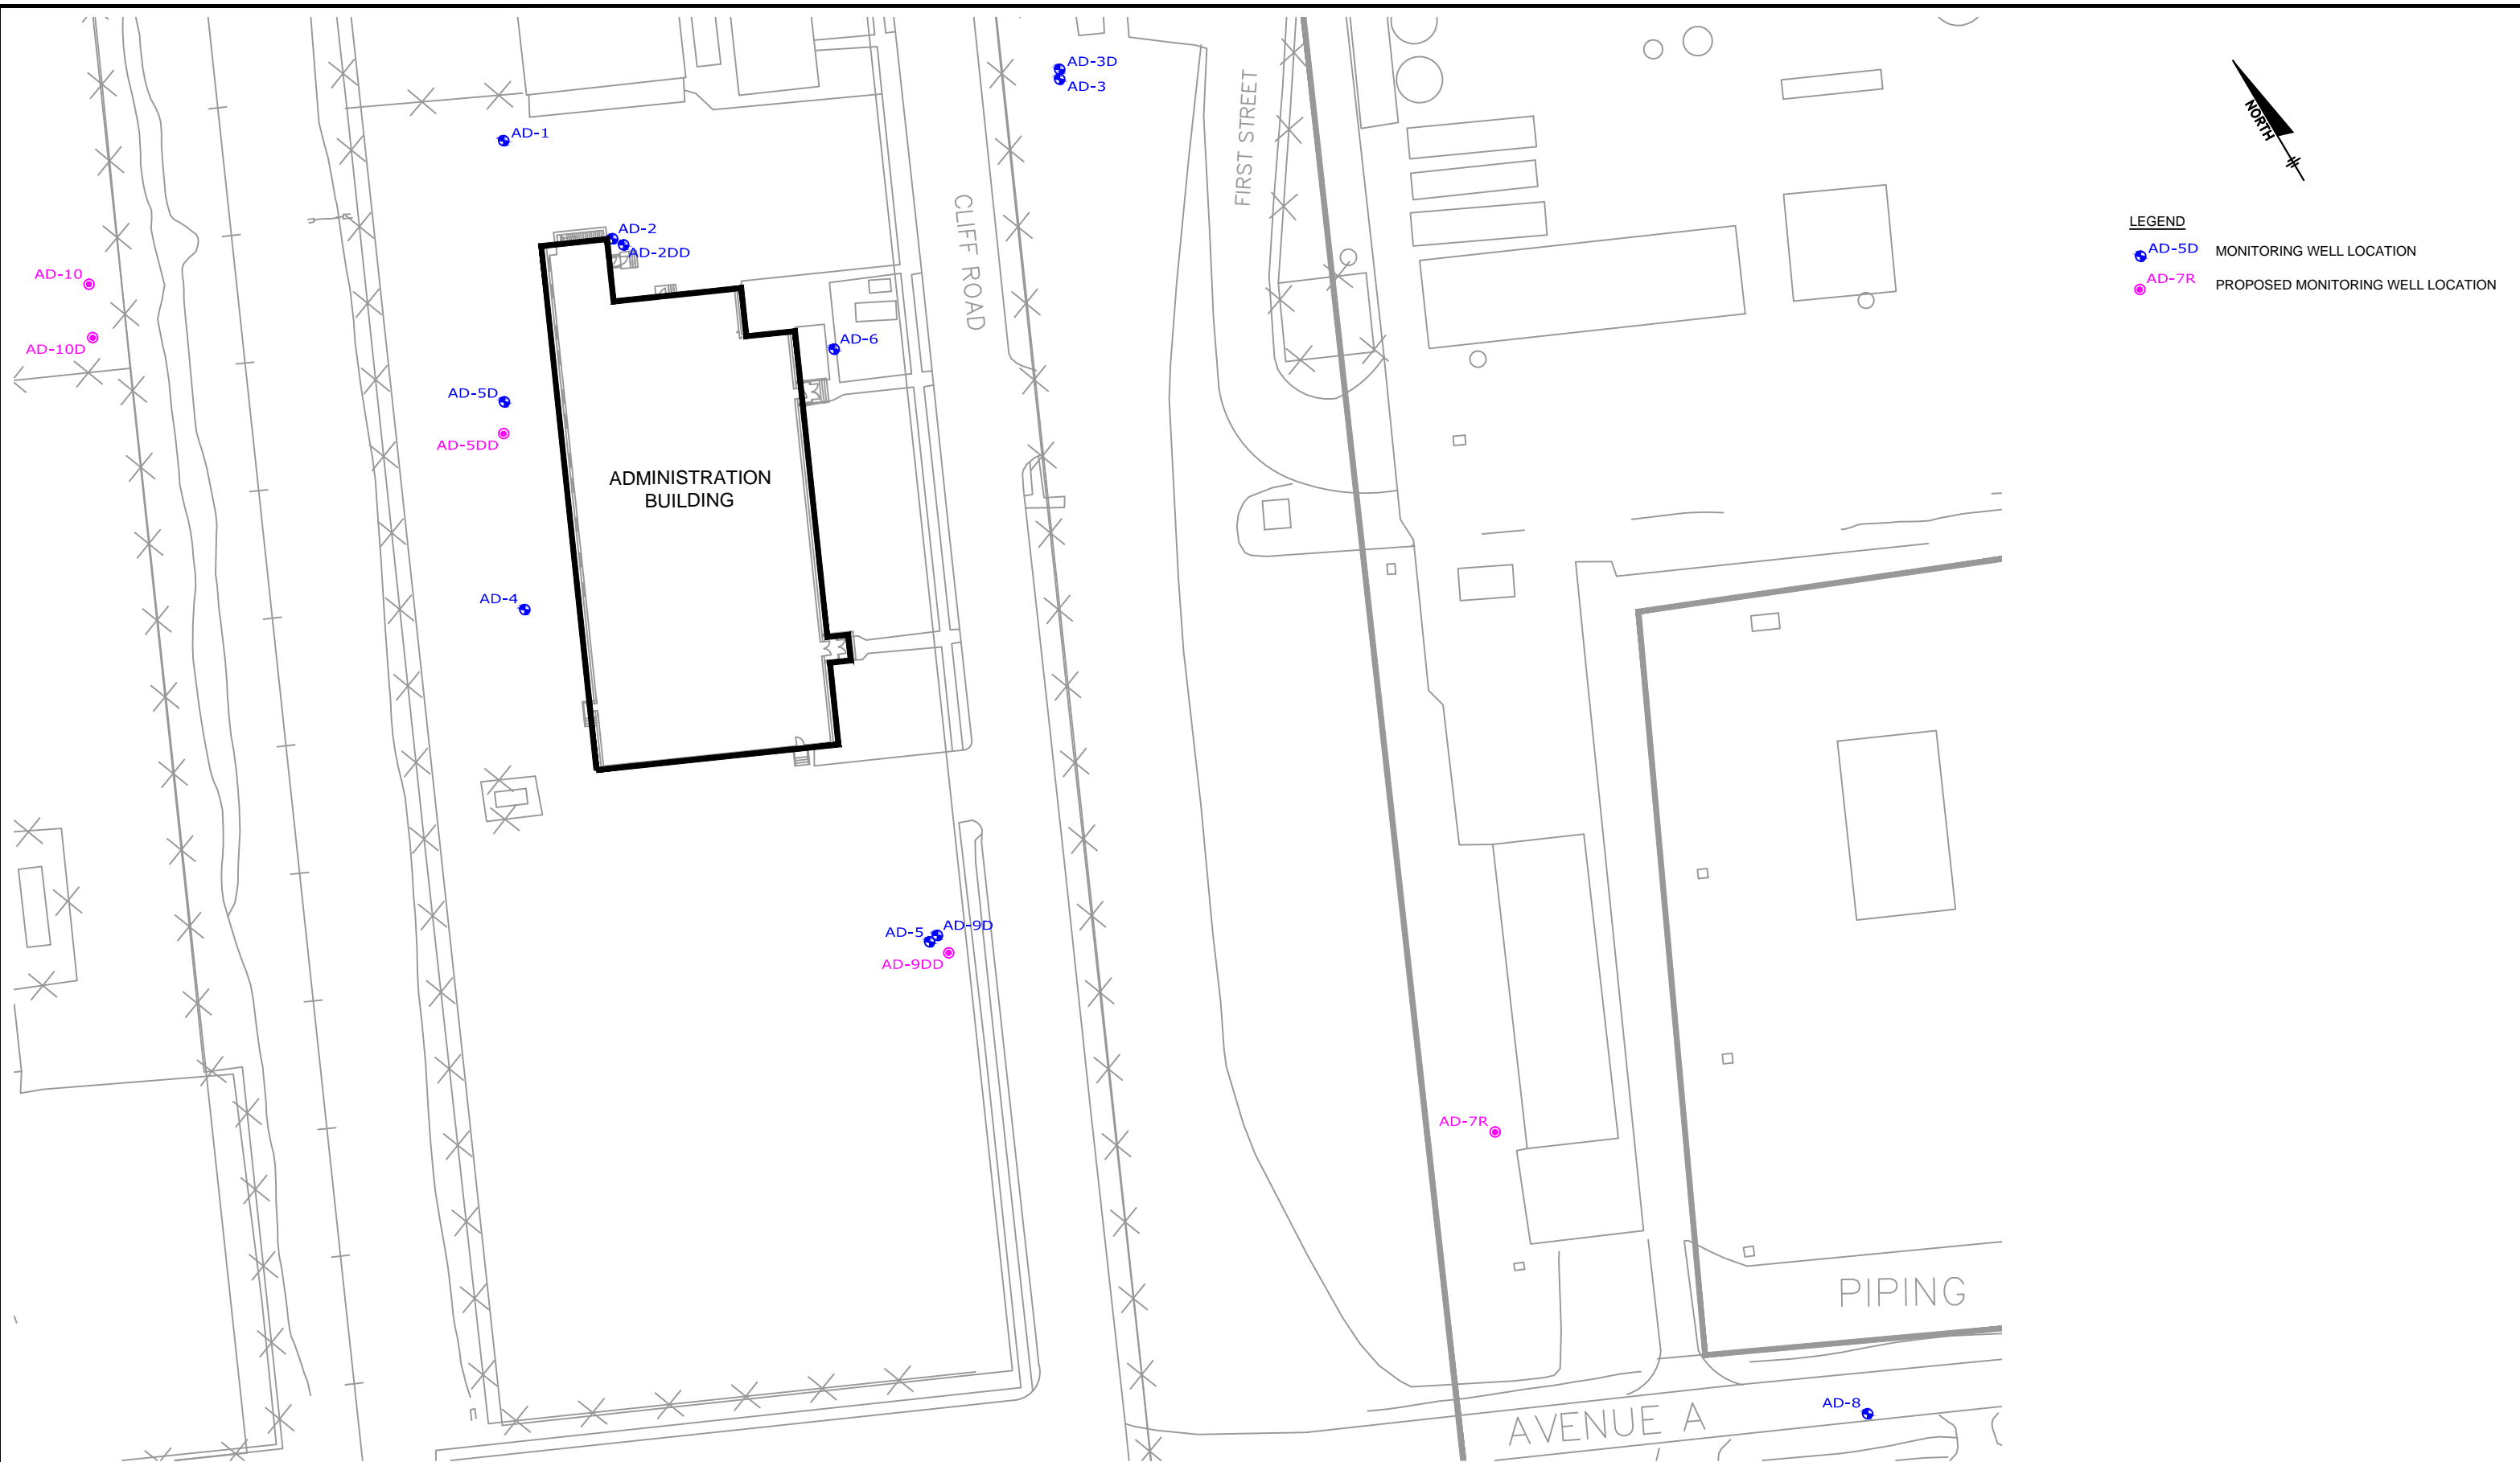 AD-3D
AD-3
AD-1
FIRST STREET
NORTH
CLIFF ROAD
LEGEND
AD-5D MONITORING WELL LOCATION
AD-7R PROPOSED MONITORING WELL LOCATION
AD-2
AD-2DD
AD-10
AD-10D
AD-6
AD-5D
AD-5DD
ADMINISTRATION
BUILDING
AD-4
AD-5
AD-9D
AD-9DD
AD-7R
PIPING
AD-8
AVENUE A